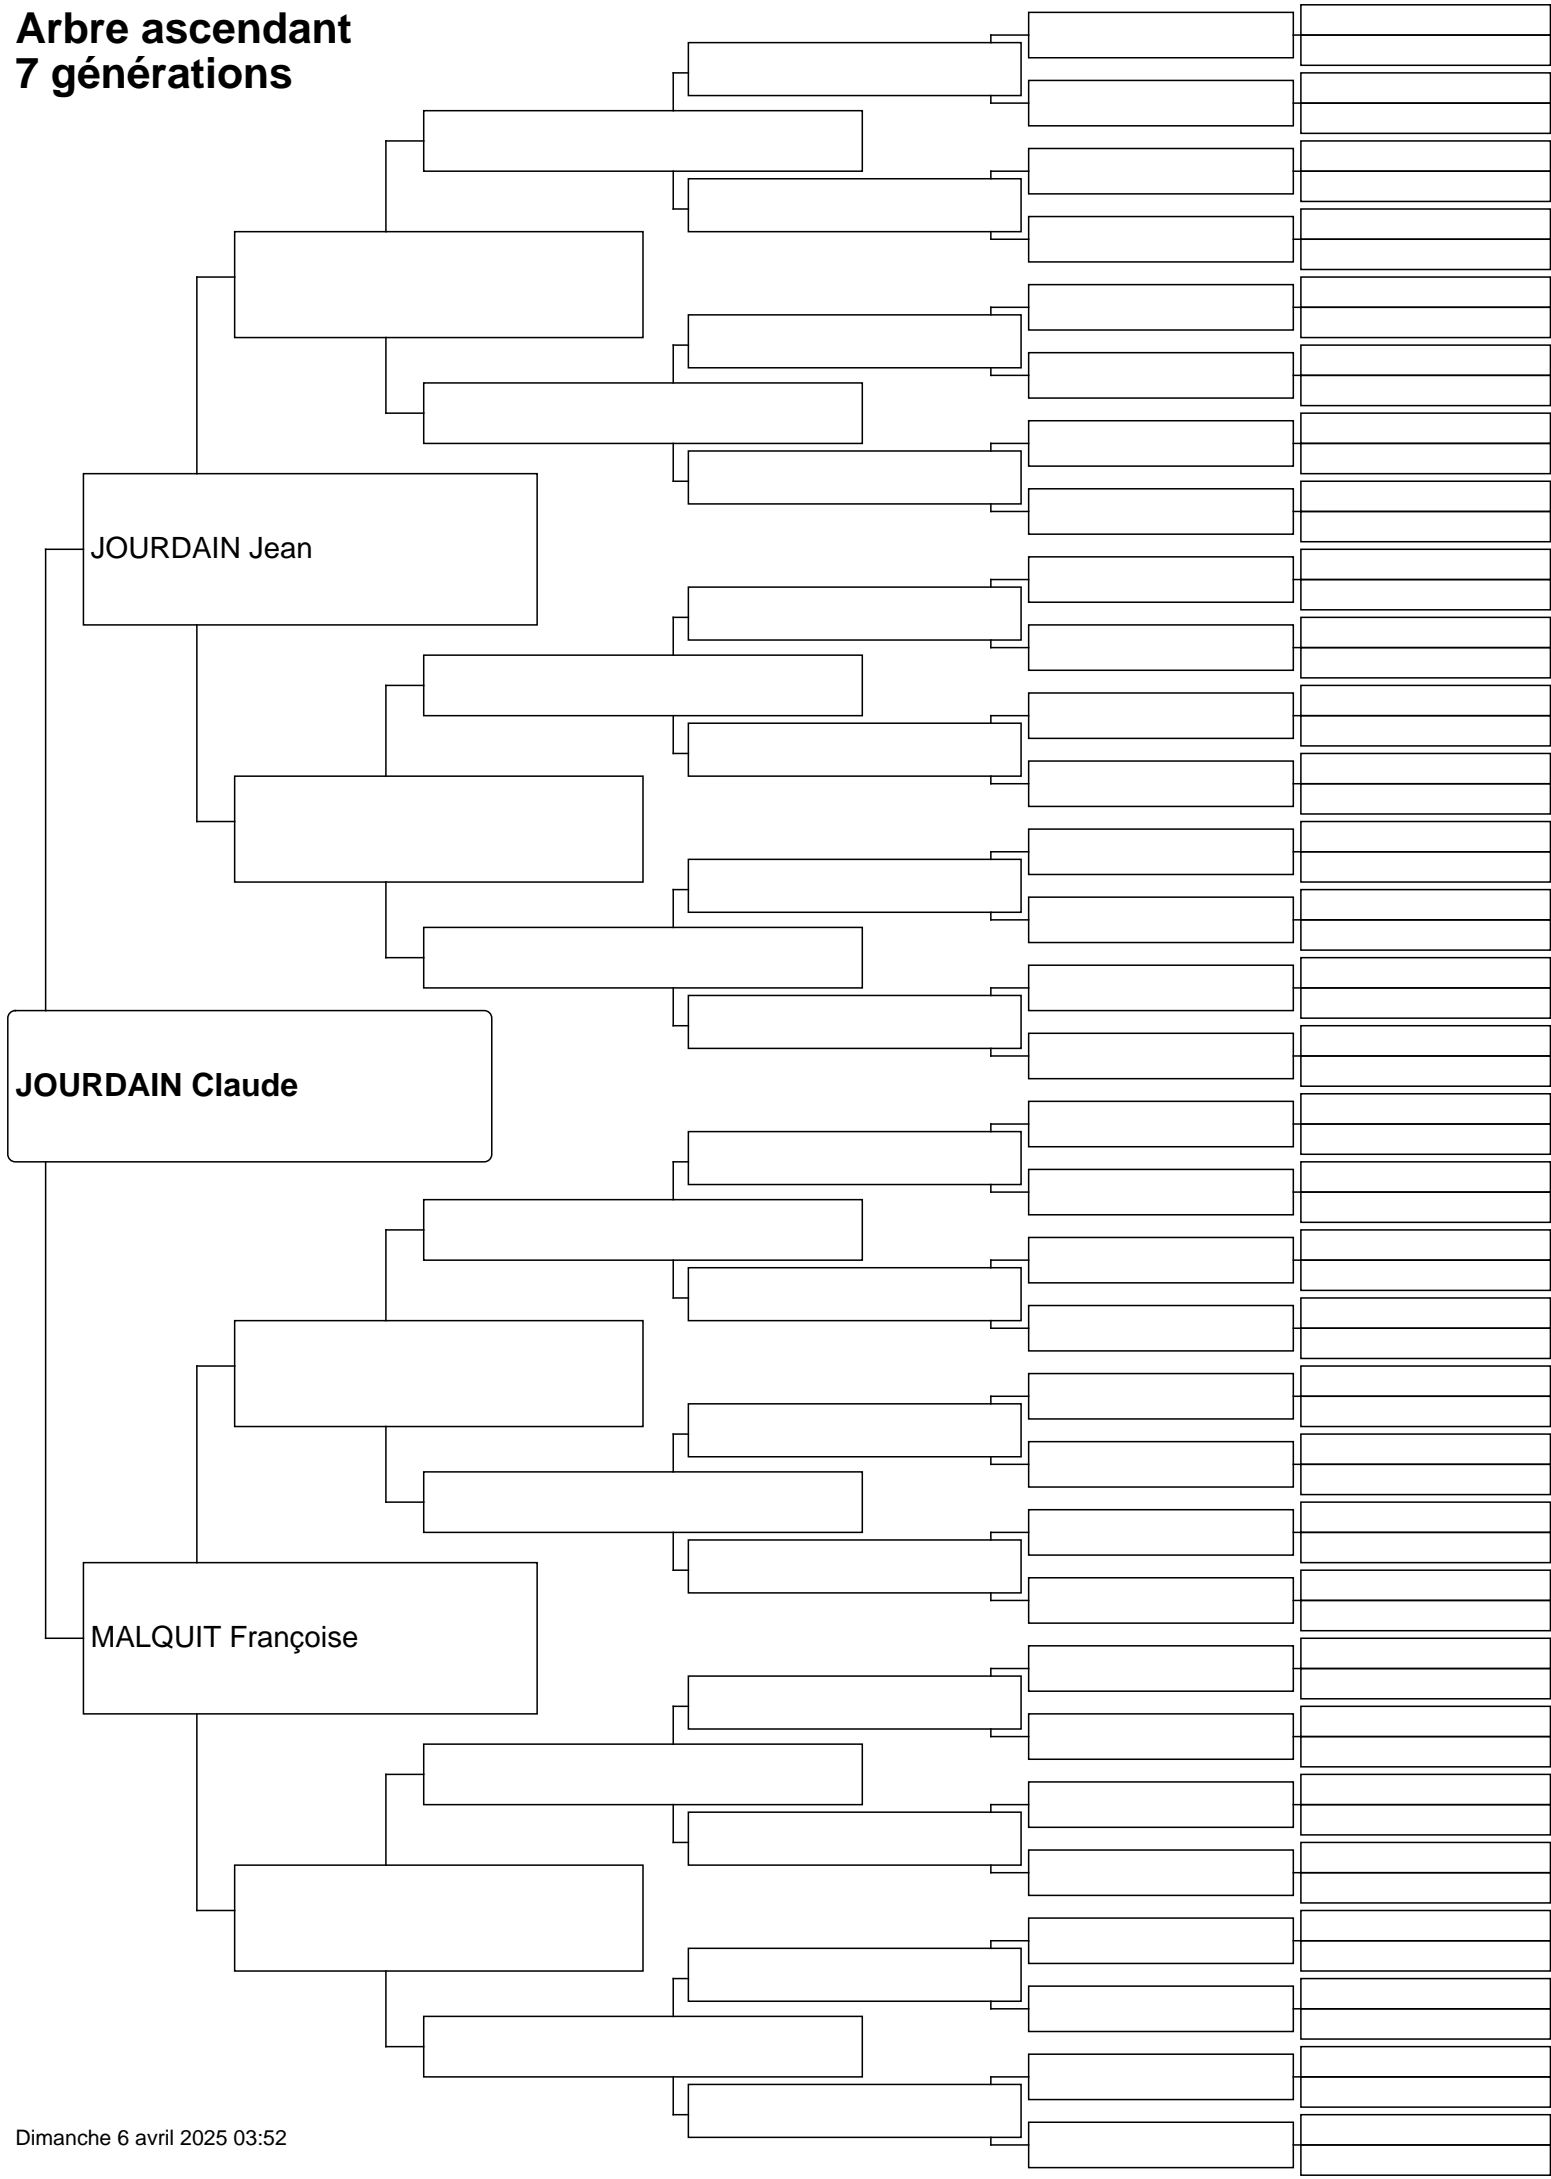 Arbre ascendant
7 générations
JOURDAIN Jean
JOURDAIN Claude
MALQUIT Françoise
Dimanche 6 avril 2025 03:52